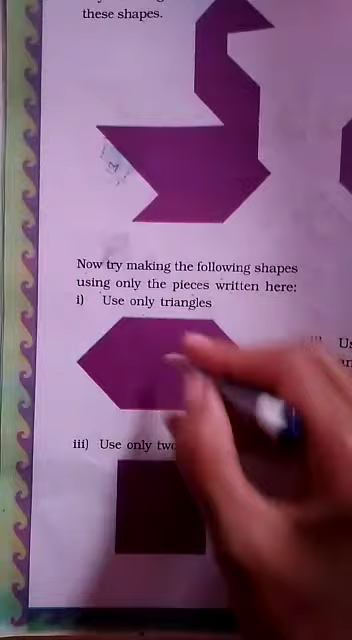 these shapes.
Now try making the following shapes
using only the pieces written here:
i) Use only triangles
iii) Use only two